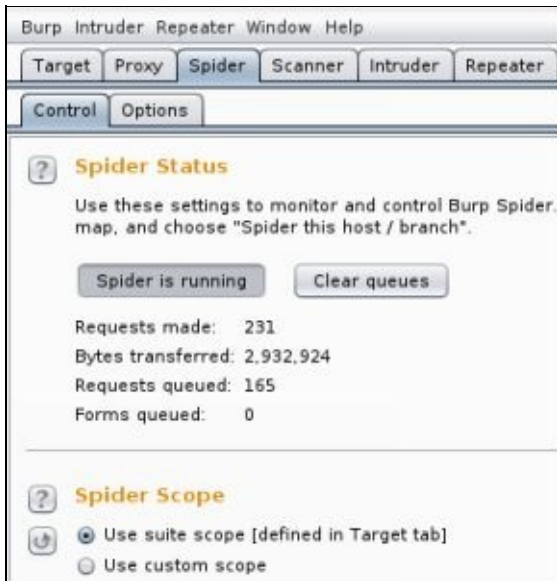 Burp Intruder Repeater Window Help
Target Proxy Spider Scanner Intruder Repeater
Control Options
? Spider Status
Use these settings to monitor and control Burp Spider.
map, and choose "Spider this host / branch".
Spider is running Clear queues
Requests made: 231
Bytes transferred: 2,932,924
Requests queued: 165
Forms queued: 0
? Spider Scope
Use suite scope [defined in Target tab]
Use custom scope